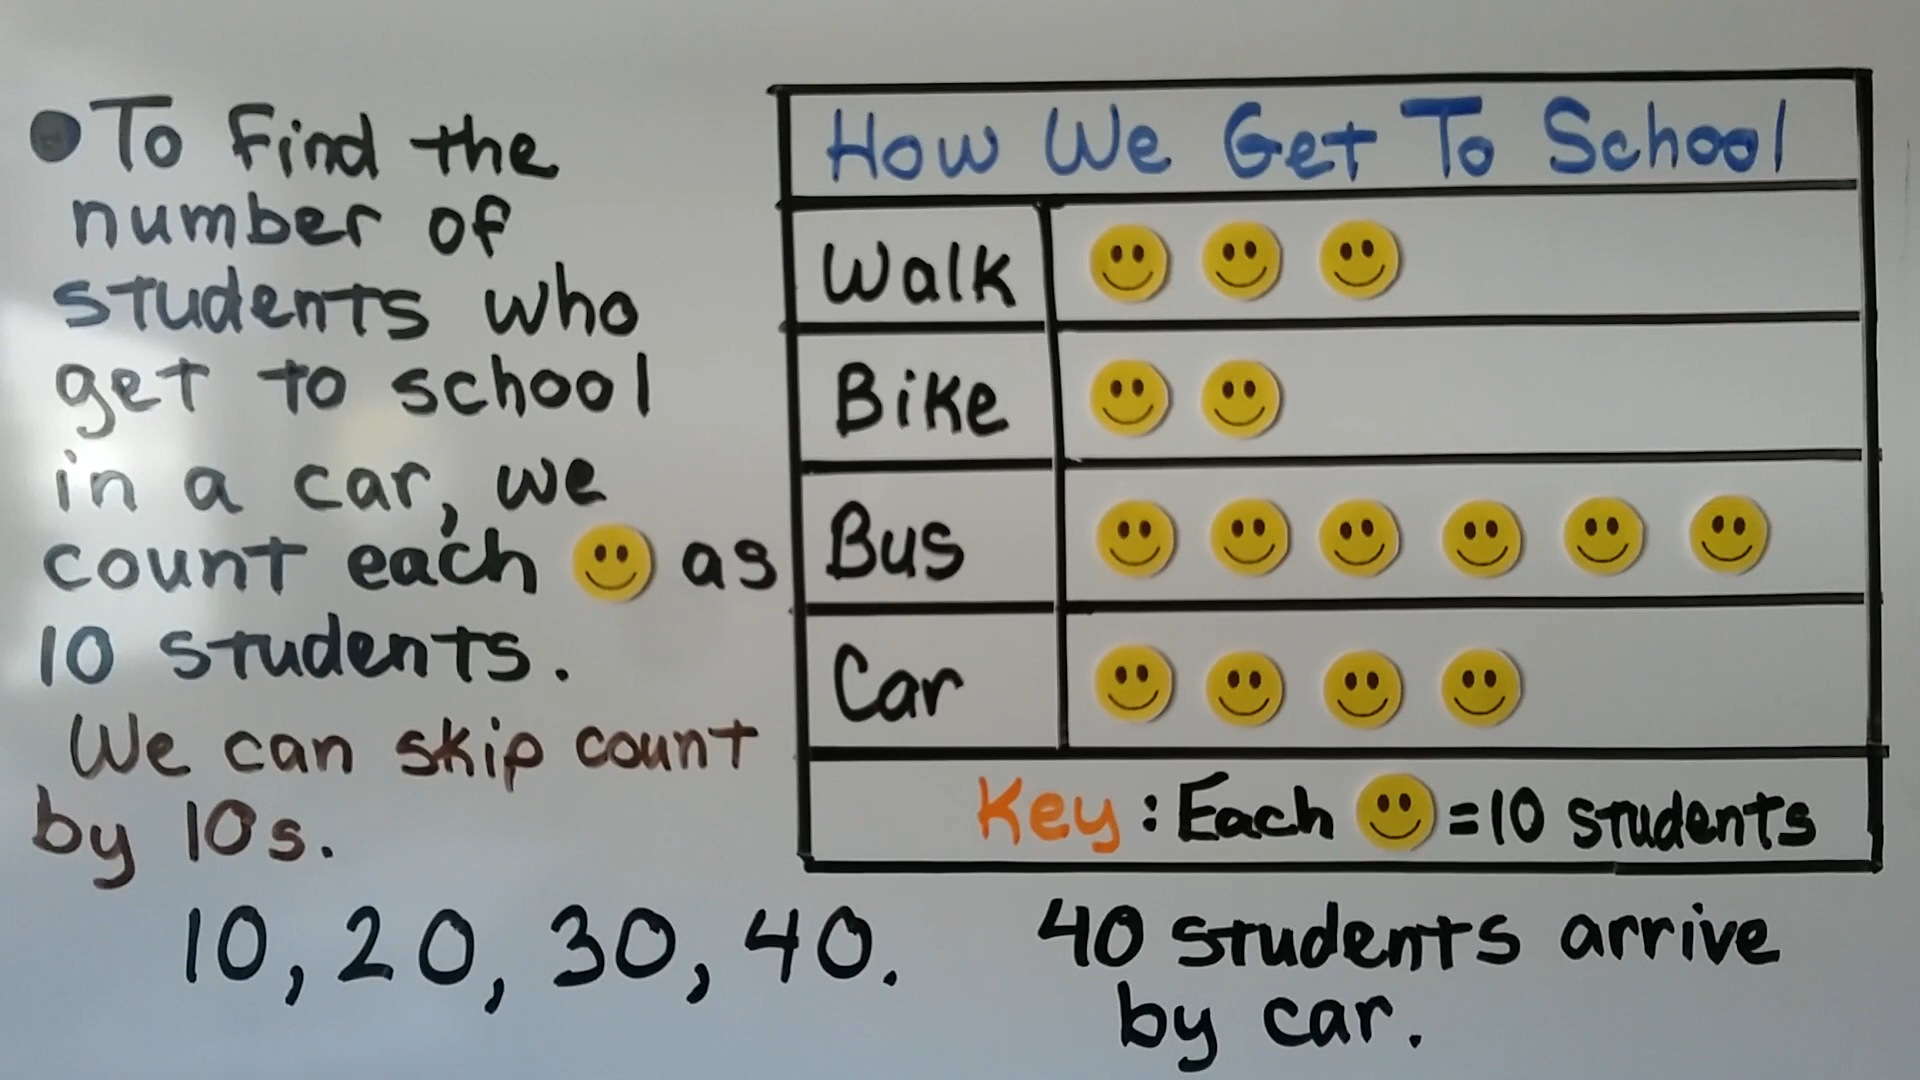 To find the
number of
students who
get to school
in a car, we
count each as
10 students.
We can skip count
by 10s.
10, 20, 30, 40.
How We Get To School
Walk
Bike
Bus
Car
Key: Each = 10 students
40 students arrive
by car.